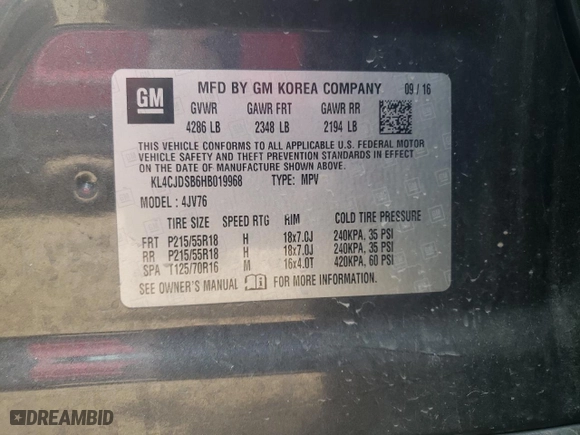 GM
MFD BY GM KOREA COMPANY 09 / 16
GVWR GAWR FRT GAWR RR
4286 LB 2348 LB 2194 LB
THIS VEHICLE CONFORMS TO ALL APPLICABLE U.S. FEDERAL MOTOR
VEHICLE SAFETY AND THEFT PREVENTION STANDARDS IN EFFECT ON
THE DATE OF MANUFACTURE SHOWN ABOVE.
KL4CJDSB6HB019968 TYPE: MPV
MODEL : 4JV76
TIRE SIZE SPEED RTG RIM COLD TIRE PRESSURE
FRT P215/55R18 H 18x7.0J 240KPA, 35 PSI
RR P215/55R18 H 18x7.0J 240KPA, 35 PSI
SPA T125/70R16 M 16x4.0T 420KPA, 60 PSI
SEE OWNER'S MANUAL FOR MORE INFORMATION.
DREAMBID